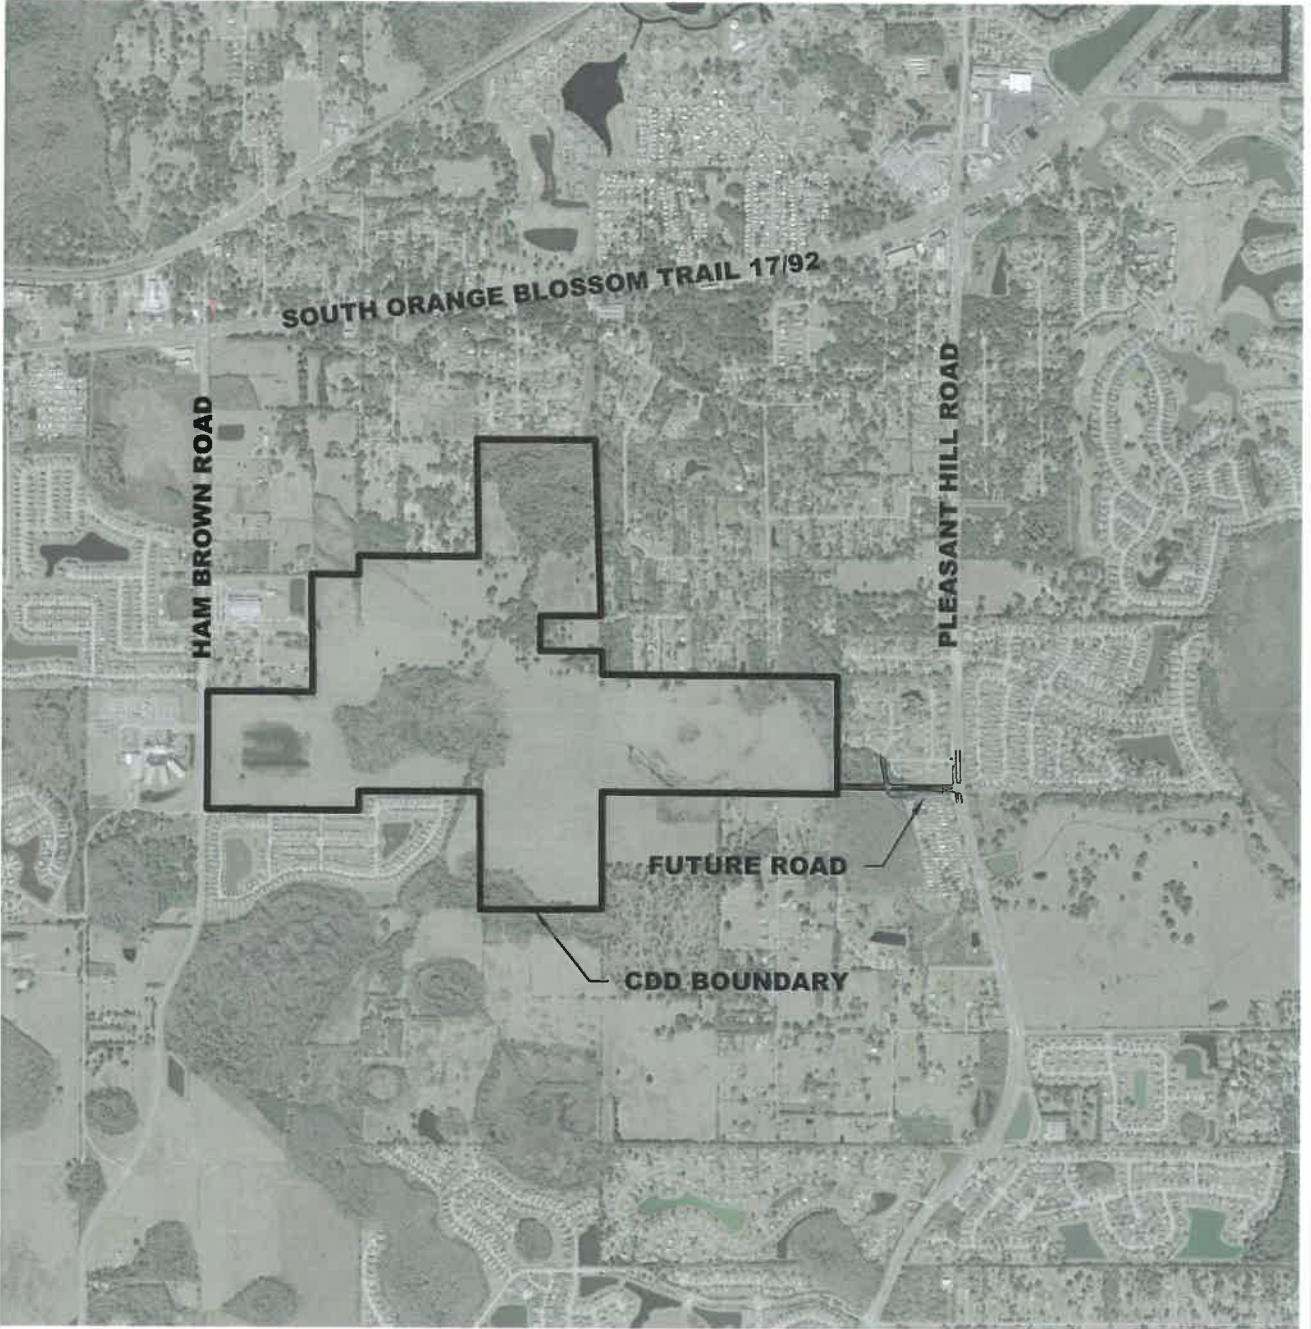 SOUTH ORANGE BLOSSOM TRAIL 17/92
HAM BROWN ROAD
PLEASANT HILL ROAD
FUTURE ROAD
CDD BOUNDARY